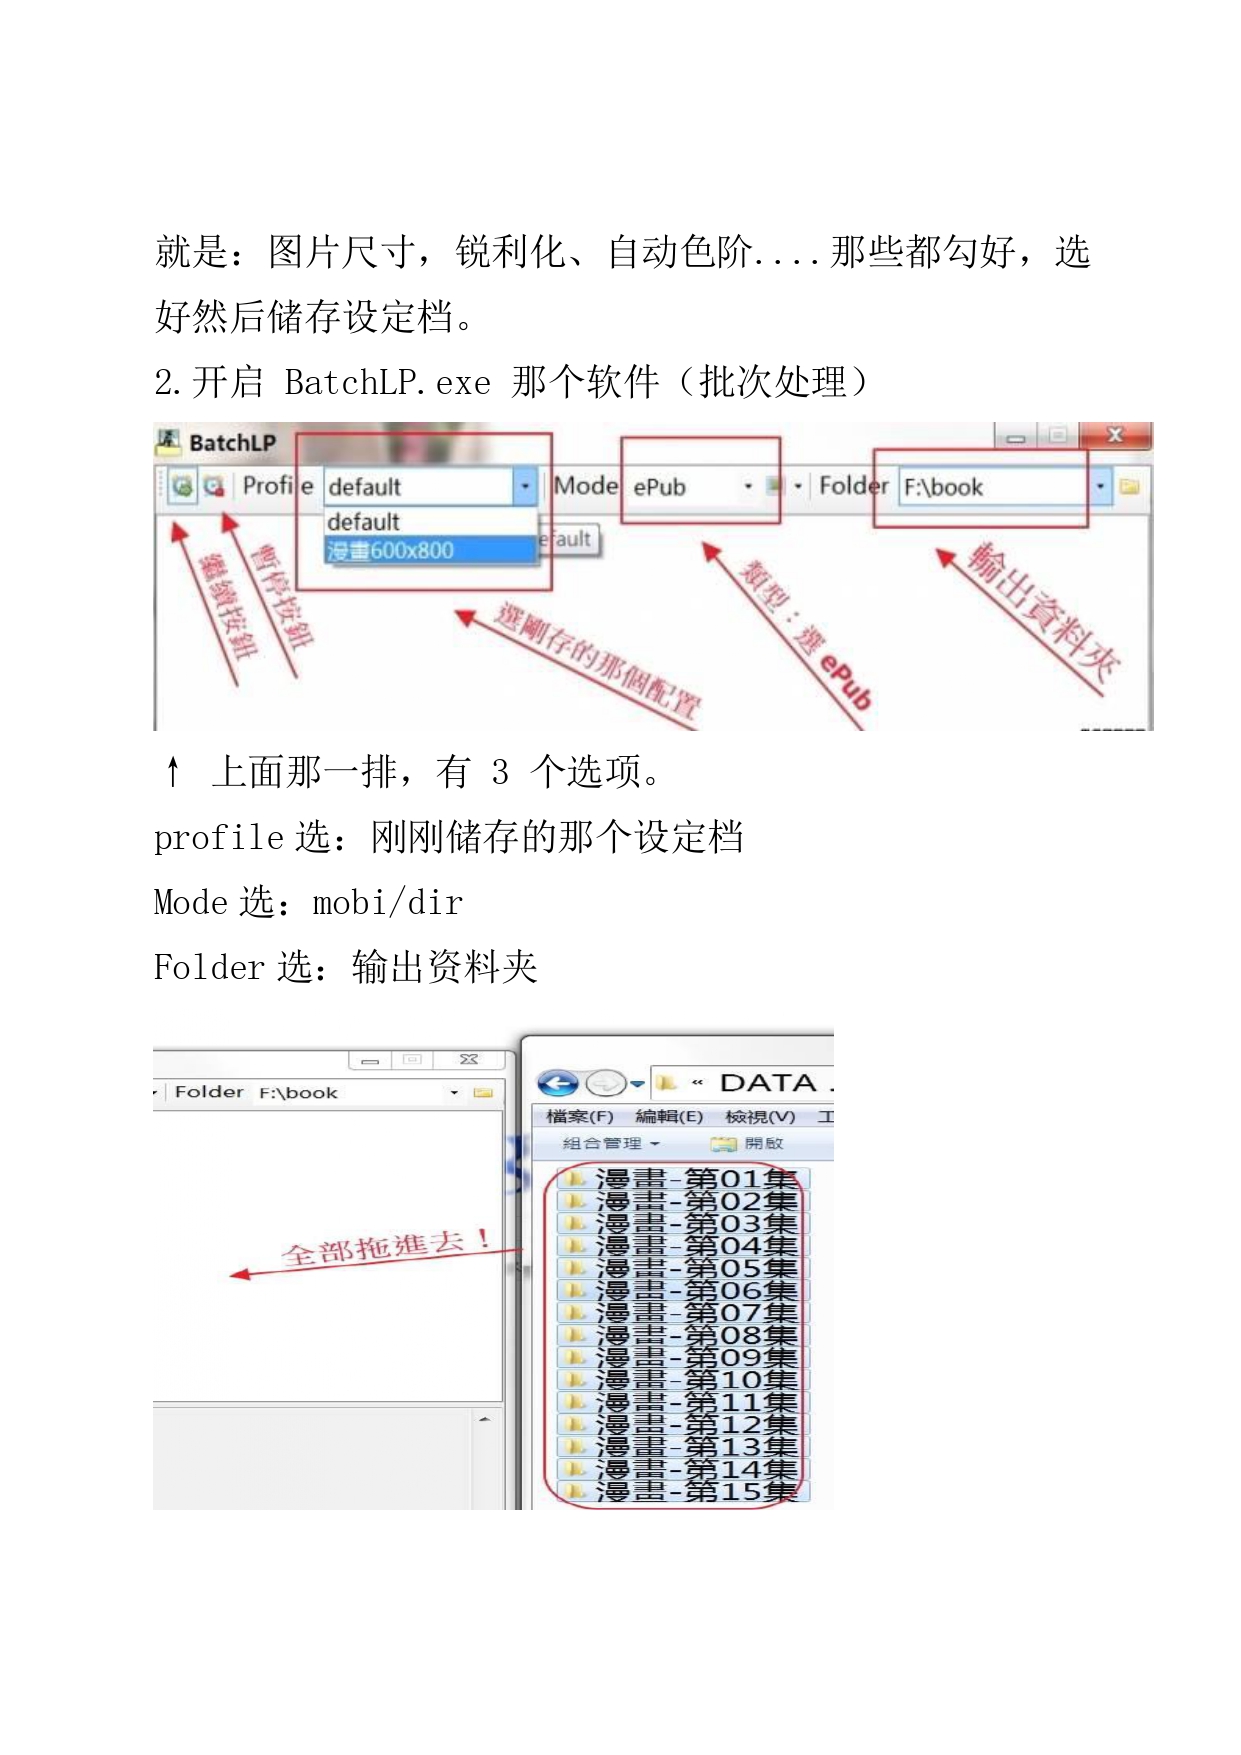 就是：图片尺寸，锐利化、自动色阶....那些都勾好，选
好然后储存设定档。
2.开启 BatchLP.exe 那个软件（批次处理）
BatchLP
Profile default Mode ePub Folder F:\book
default
漫畫600x800
efault
繼續按鈕
暫停按鈕
選剛存的那個配置
類型：選 ePub
輸出資料夾
↑ 上面那一排，有 3 个选项。
profile 选：刚刚储存的那个设定档
Mode 选：mobi/dir
Folder 选：输出资料夹
Folder F:\book
« DATA .
檔案(F) 編輯(E) 檢視(V) 工
組合管理 開啟
全部拖進去！
漫畫-第01集
漫畫-第02集
漫畫-第03集
漫畫-第04集
漫畫-第05集
漫畫-第06集
漫畫-第07集
漫畫-第08集
漫畫-第09集
漫畫-第10集
漫畫-第11集
漫畫-第12集
漫畫-第13集
漫畫-第14集
漫畫-第15集